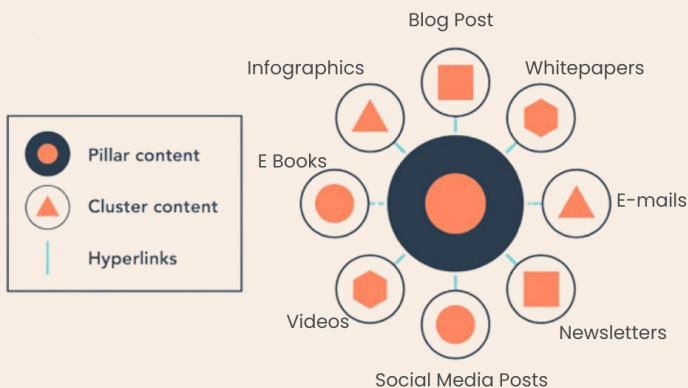 Blog Post
Infographics
Whitepapers
E Books
Pillar content
Cluster content
E-mails
Hyperlinks
Videos
Newsletters
Social Media Posts